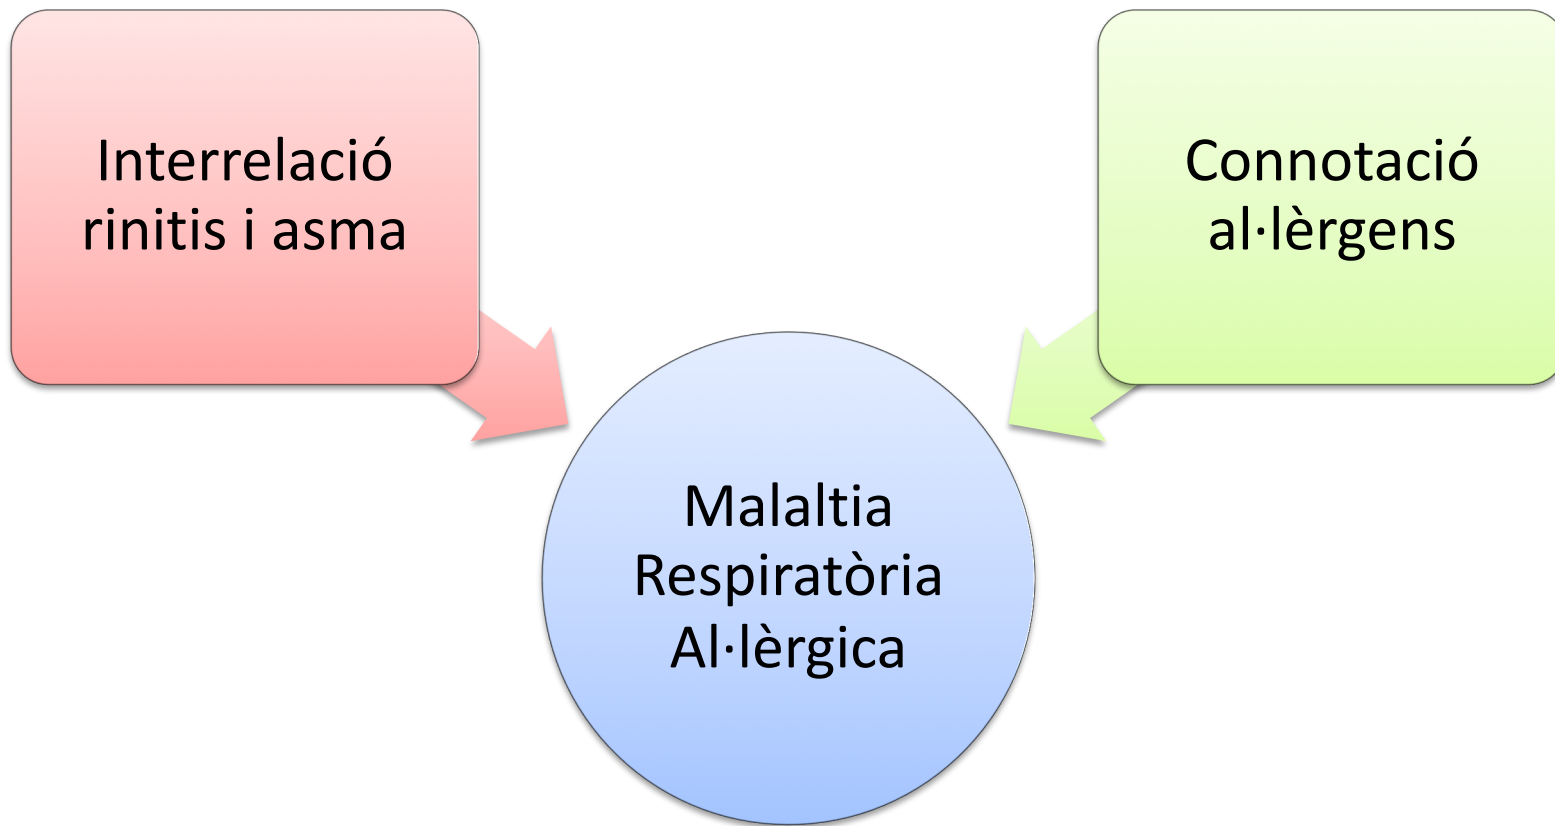 Interrelació
rinitis i asma
Connotació
al·lèrgens
Malaltia
Respiratòria
Al·lèrgica